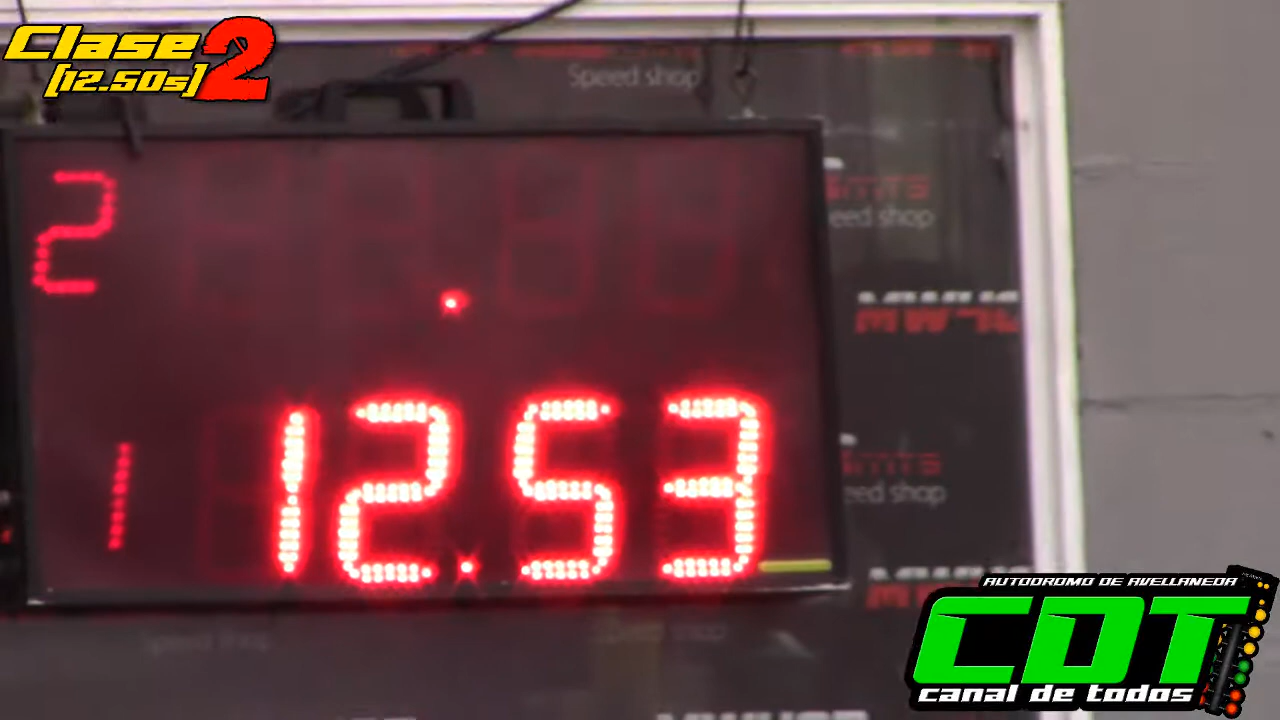 Clase 2
[12.50s]
Speed shop
2 .
eed shop
1 12.53
eed shop
AUTODROMO DE AVELLANEDA
CDT
canal de todos